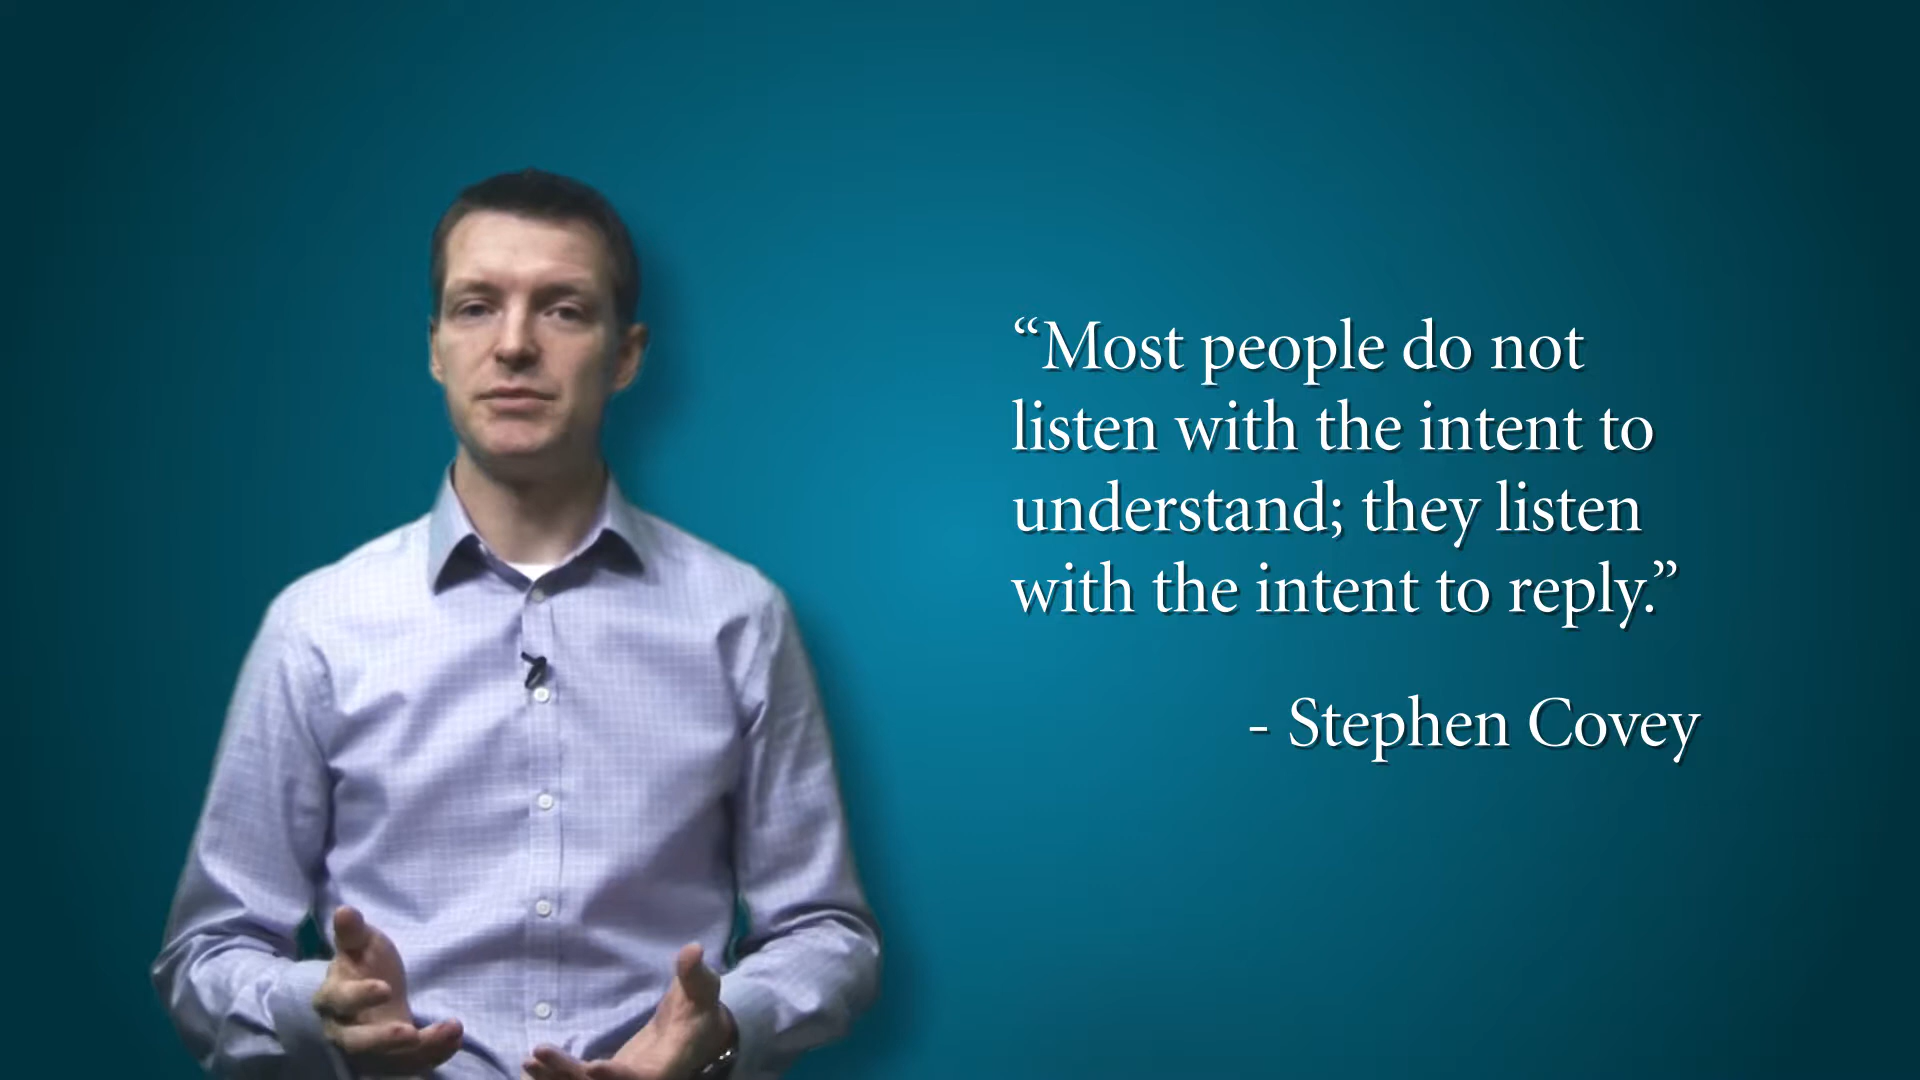 “Most people do not
listen with the intent to
understand; they listen
with the intent to reply.”
- Stephen Covey